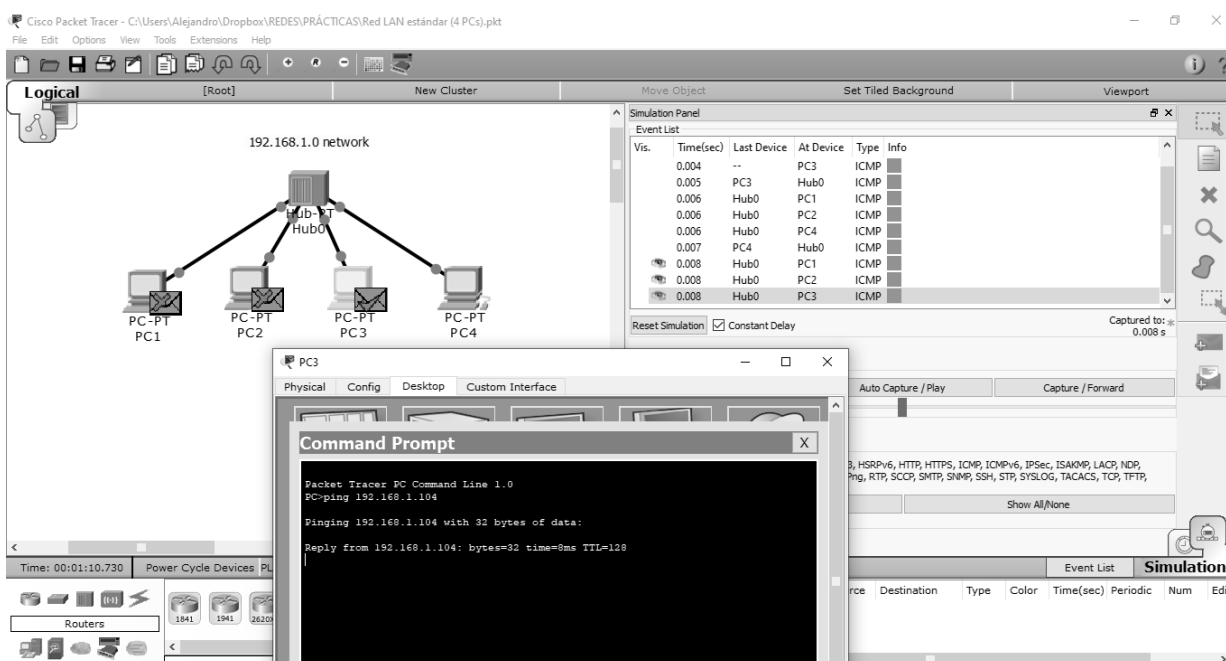 Cisco Packet Tracer - C:\Users\Alejandro\Dropbox\REDES\PRÁCTICAS\Red LAN estándar (4 PCs).pkt
File Edit Options View Tools Extensions Help
Logical [Root] New Cluster Move Object Set Tiled Background Viewport
192.168.1.0 network
Hub-PT
Hub0
PC-PT
PC1
PC-PT
PC2
PC-PT
PC3
PC-PT
PC4
Simulation Panel
Event List
Vis. Time(sec) Last Device At Device Type Info
0.004 -- PC3 ICMP
0.005 PC3 Hub0 ICMP
0.006 Hub0 PC1 ICMP
0.006 Hub0 PC2 ICMP
0.006 Hub0 PC4 ICMP
0.007 PC4 Hub0 ICMP
0.008 Hub0 PC1 ICMP
0.008 Hub0 PC2 ICMP
0.008 Hub0 PC3 ICMP
Reset Simulation Constant Delay Captured to: *
0.008 s
Auto Capture / Play Capture / Forward
HSRPv6, HTTP, HTTPS, ICMP, ICMPv6, IPSec, ISAKMP, LACP, NDP,
RTP, SCCP, SMTP, SNMP, SSH, STP, SYSLOG, TACACS, TCP, TFTP,
Show All/None
PC3
Physical Config Desktop Custom Interface
Command Prompt X
Packet Tracer PC Command Line 1.0
PC>ping 192.168.1.104
Pinging 192.168.1.104 with 32 bytes of data:
Reply from 192.168.1.104: bytes=32 time=8ms TTL=128
Time: 00:01:10.730 Power Cycle Devices PL
Event List Simulation
Destination Type Color Time(sec) Periodic Num Edi
Routers
1841 1941 2620X